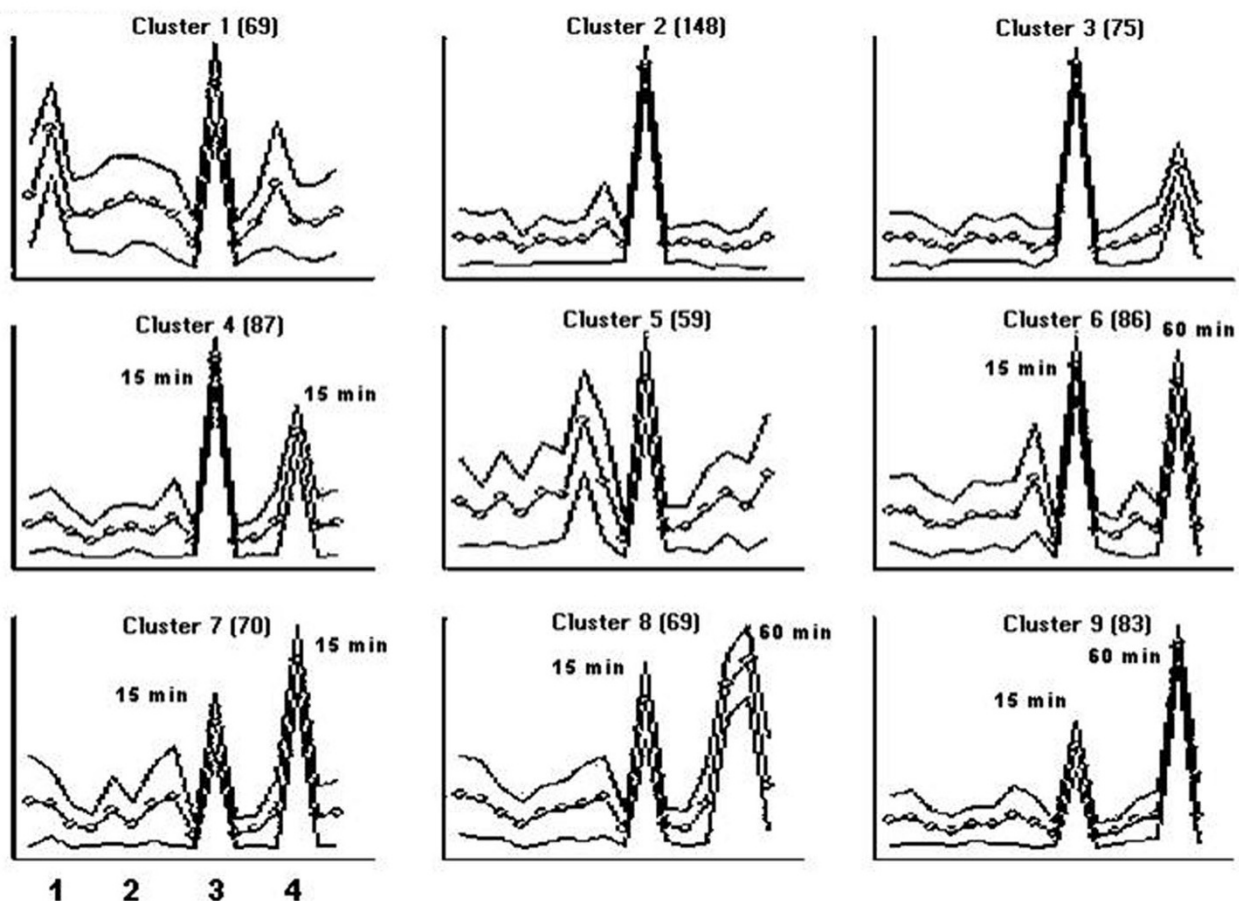 Cluster 1 (69)
Cluster 2 (148)
Cluster 3 (75)
Cluster 4 (87)
15 min
15 min
Cluster 5 (59)
Cluster 6 (86)
60 min
15 min
Cluster 7 (70)
15 min
15 min
Cluster 8 (69)
60 min
15 min
Cluster 9 (83)
60 min
15 min
1 2 3 4